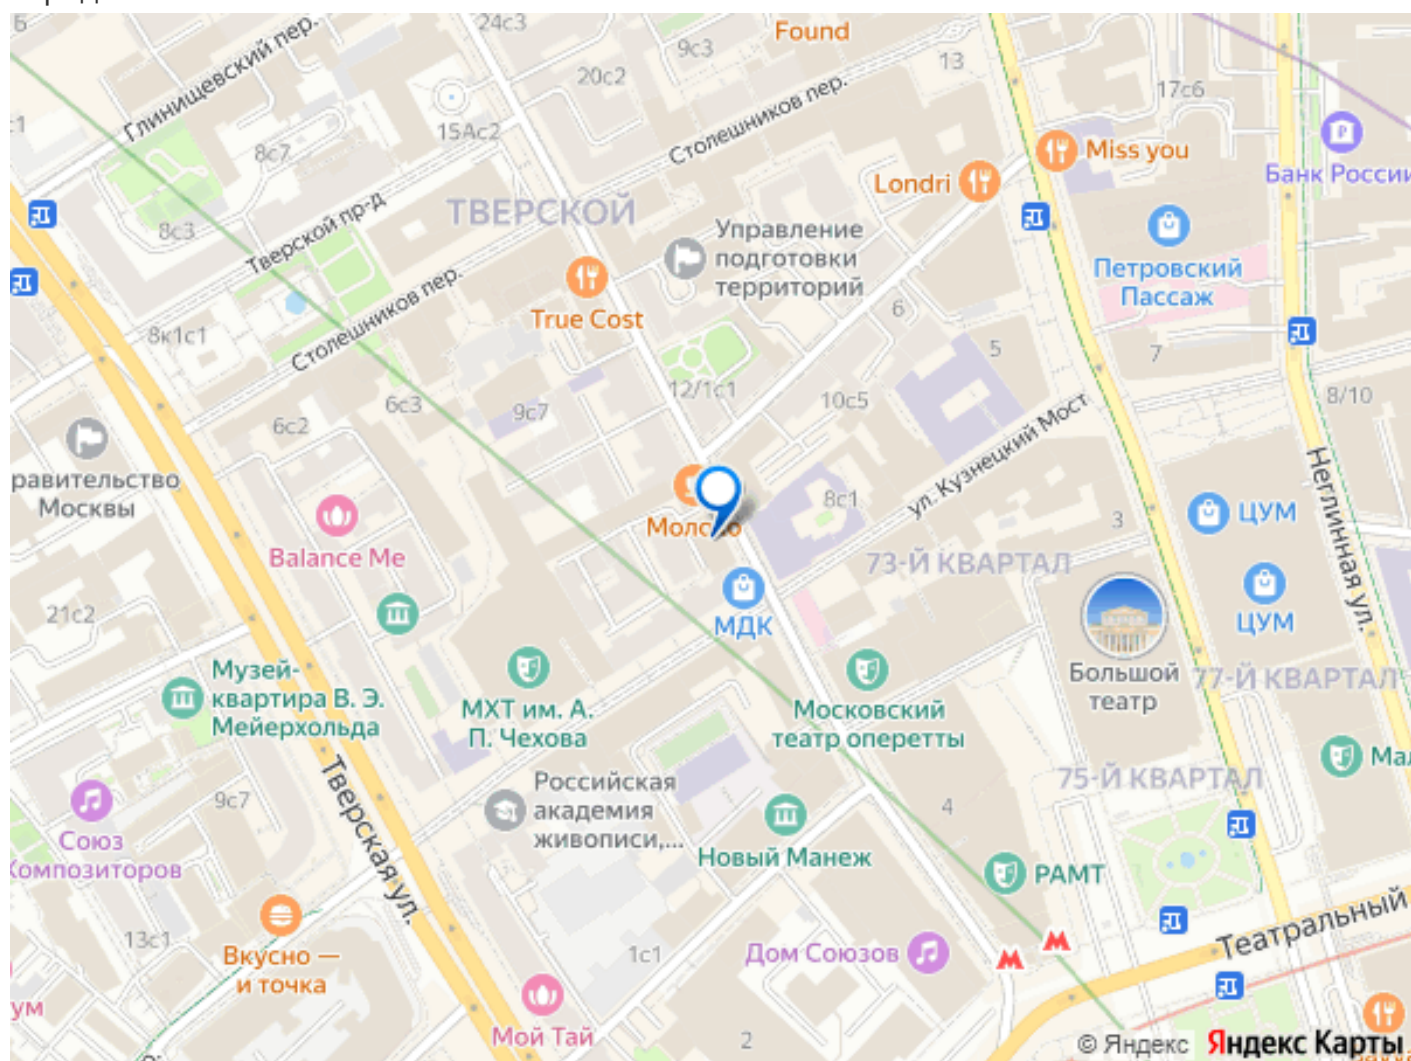 6
24с3
9с3
Found
13
20с2
Глинищевский пер.
17с6
15Ас2
Столешников пер.
8с7
Miss you
Банк России
Londri
ТВЕРСКОЙ
8с3
Тверской пр-д
Управление
подготовки
территорий
Петровский
Пассаж
True Cost
Столешников пер.
6
8к1с1
5
7
12/1с1
10с5
8/10
6с3
9с7
6с2
ул. Кузнецкий Мост
Неглинная ул.
равительство
Москвы
8с1
ЦУМ
3
Balance Me
73-Й КВАРТАЛ
21с2
МДК
ЦУМ
Большой
театр
77-Й КВАРТАЛ
Музей-
квартира В. Э.
Мейерхольда
МХТ им. А.
П. Чехова
Московский
театр оперетты
Мал
75-Й КВАРТАЛ
Российская
академия
живописи,...
9с7
4
Тверская ул.
Союз
Композиторов
Новый Манеж
РАМТ
Театральный
13с1
Вкусно —
и точка
1с1
Дом Союзов
ум
Мой Тай
2
© Яндекс Яндекс Карты